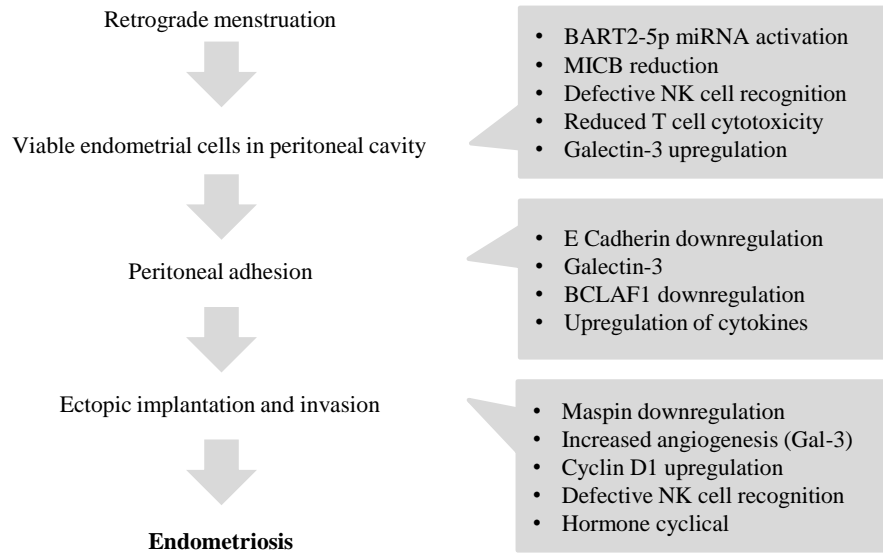 Retrograde menstruation
• BART2-5p miRNA activation
• MICB reduction
• Defective NK cell recognition
• Reduced T cell cytotoxicity
• Galectin-3 upregulation
Viable endometrial cells in peritoneal cavity
• E Cadherin downregulation
• Galectin-3
• BCLAF1 downregulation
• Upregulation of cytokines
Peritoneal adhesion
Ectopic implantation and invasion
• Maspin downregulation
• Increased angiogenesis (Gal-3)
• Cyclin D1 upregulation
• Defective NK cell recognition
• Hormone cyclical
Endometriosis